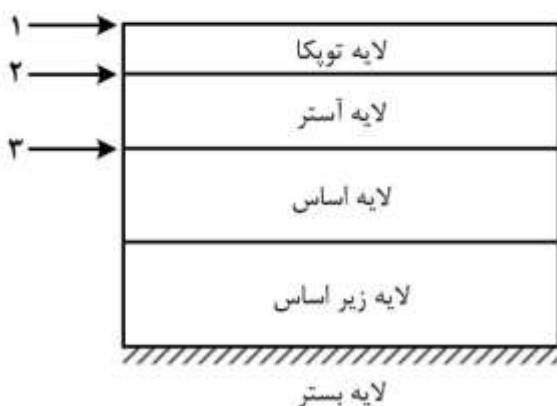 ۱
لایه توپکا
۲
لایه آستر
۳
لایه اساس
لایه زیر اساس
لایه بستر